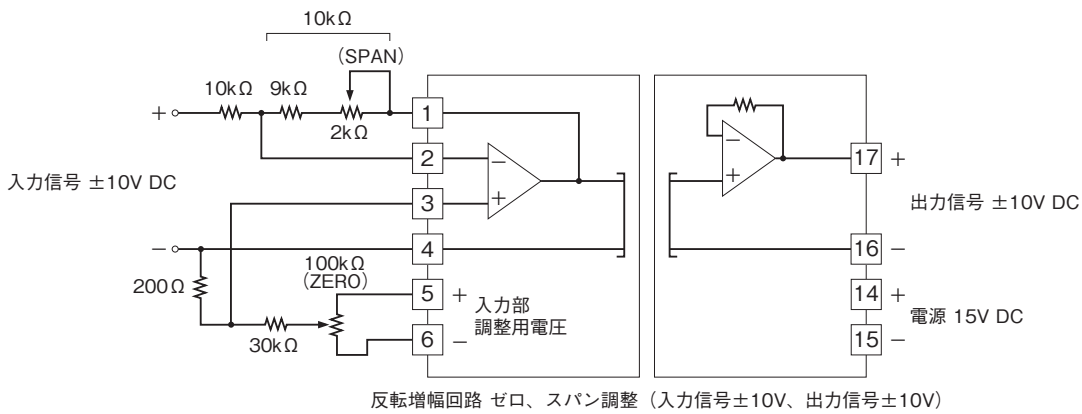 10kΩ
(SPAN)
10kΩ
9kΩ
2kΩ
+
1
2
−
3
+
4
−
入力信号 ±10V DC
200Ω
100kΩ
(ZERO)
30kΩ
5
+
6
−
入力部
調整用電圧
−
+
17
+
出力信号 ±10V DC
16
−
14
+
電源 15V DC
15
−
反転増幅回路 ゼロ、スパン調整（入力信号±10V、出力信号±10V）